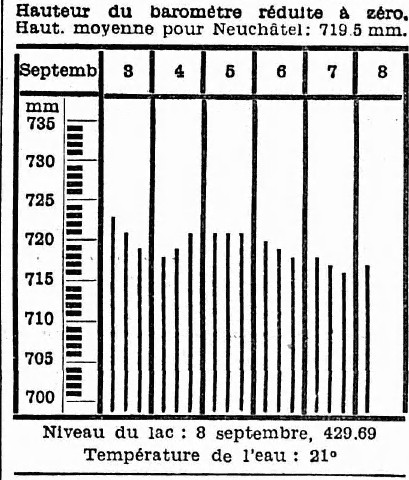 Hauteur du baromètre réduite à zéro.
Haut. moyenne pour Neuchâtel: 719.5 mm.
Septemb 3 4 5 6 7 8
mm
735
730
725
720
715
710
705
700
Niveau du lac : 8 septembre, 429.69
Température de l'eau : 21°